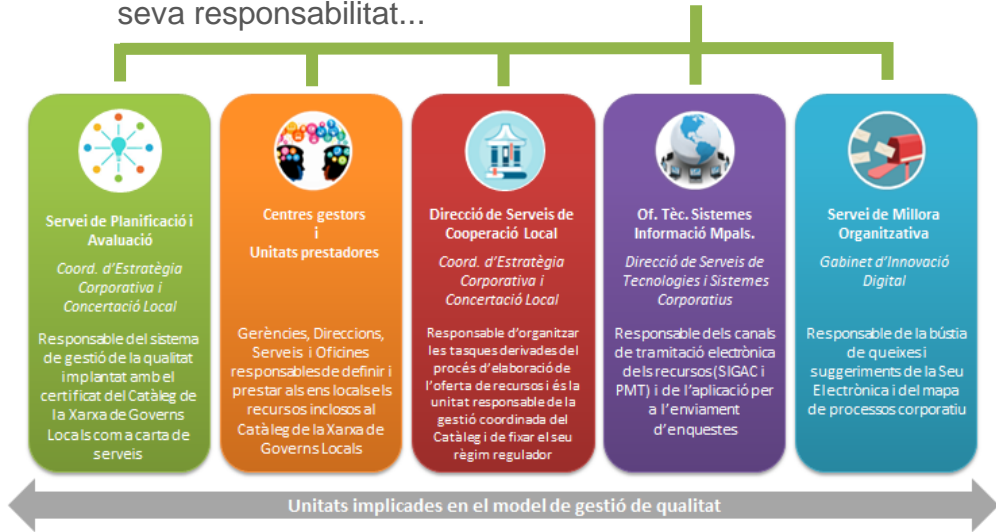 seva responsabilitat...
Servei de Planificació i
Avaluació
Coord. d'Estratègia
Corporativa i
Concertació Local
Responsable del sistema
de gestió de la qualitat
implantat amb el
certificat del Catàleg de
la Xarxa de Governs
Locals com a carta de
serveis
Centres gestors
i
Unitats prestadores
Gerències, Direccions,
Serveis i Oficines
responsables de definir i
prestar als ens locals els
recursos inclosos al
Catàleg de la Xarxa de
Governs Locals
Direcció de Serveis de
Cooperació Local
Coord. d'Estratègia
Corporativa i
Concertació Local
Responsable d'organitzar
les tasques derivades del
procés d'elaboració de
l'oferta de recursos i és la
unitat responsable de la
gestió coordinada del
Catàleg i de fixar el seu
règim regulador
Of. Tèc. Sistemes
Informació Mpals.
Direcció de Serveis de
Tecnologies i Sistemes
Corporatius
Responsable dels canals
de tramitació electrònica
dels recursos (SIGAC i
PMT) i de l'aplicació per
a l'enviament
d'enquestes
Servei de Millora
Organitzativa
Gabinet d'Innovació
Digital
Responsable de la bústia
de queixes i
suggeriments de la Seu
Electrònica i del mapa
de processos corporatiu
Unitats implicades en el model de gestió de qualitat